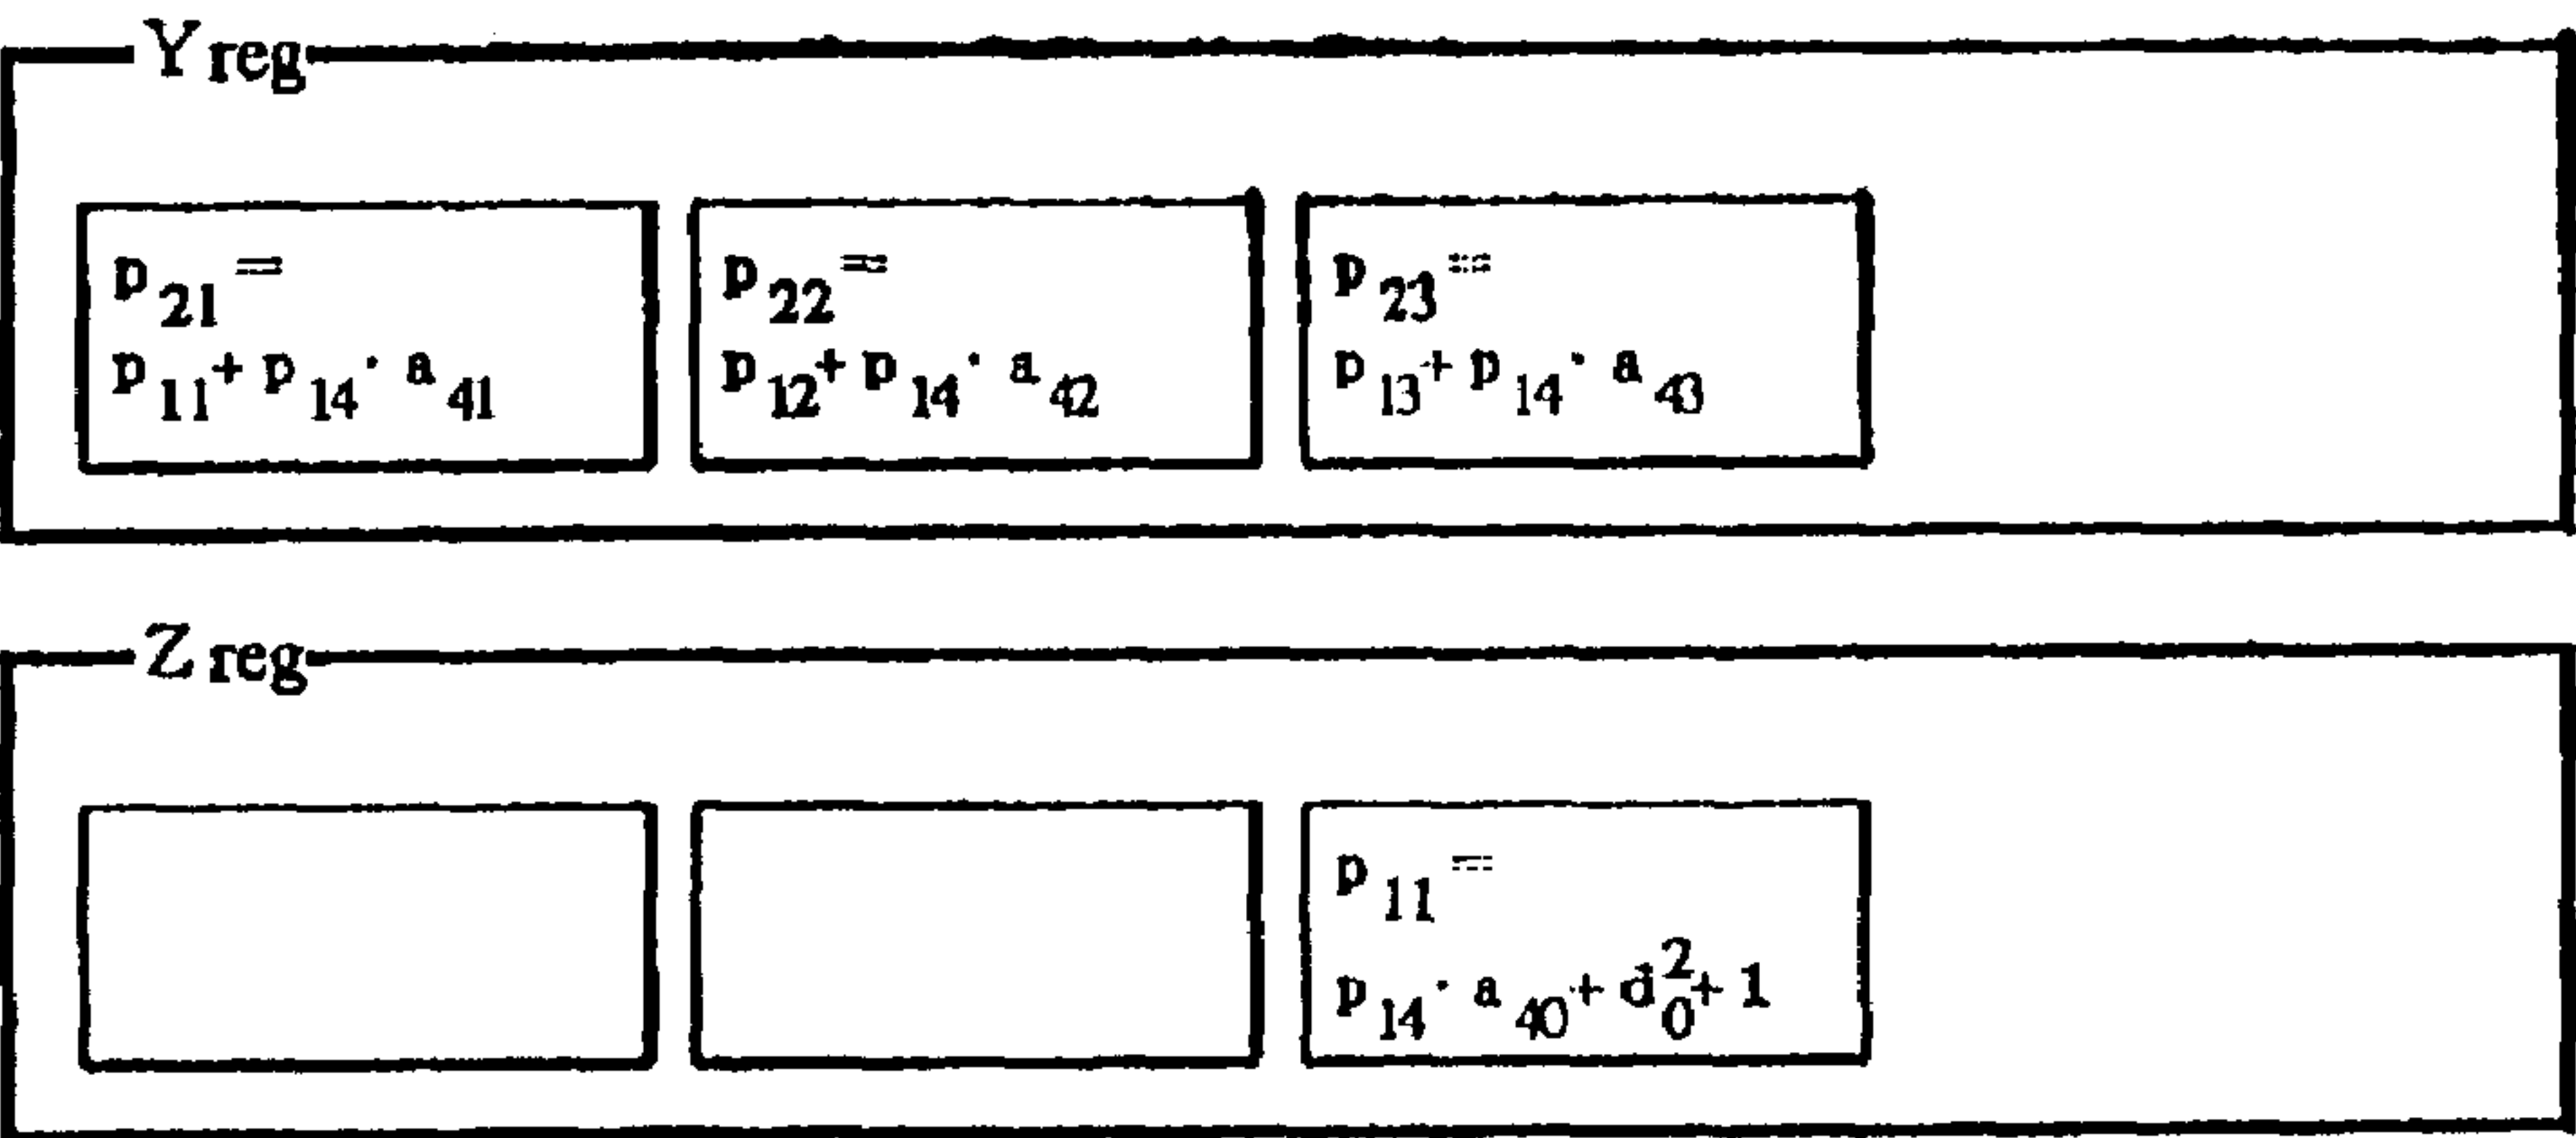 Y reg
p₂₁ =
p₁₁ + p₁₄ · a₄₁
p₂₂ =
p₁₂ + p₁₄ · a₄₂
p₂₃ =
p₁₃ + p₁₄ · a₄₃
Z reg
p₁₁ =
p₁₄ · a₄₀ + d₀² + 1